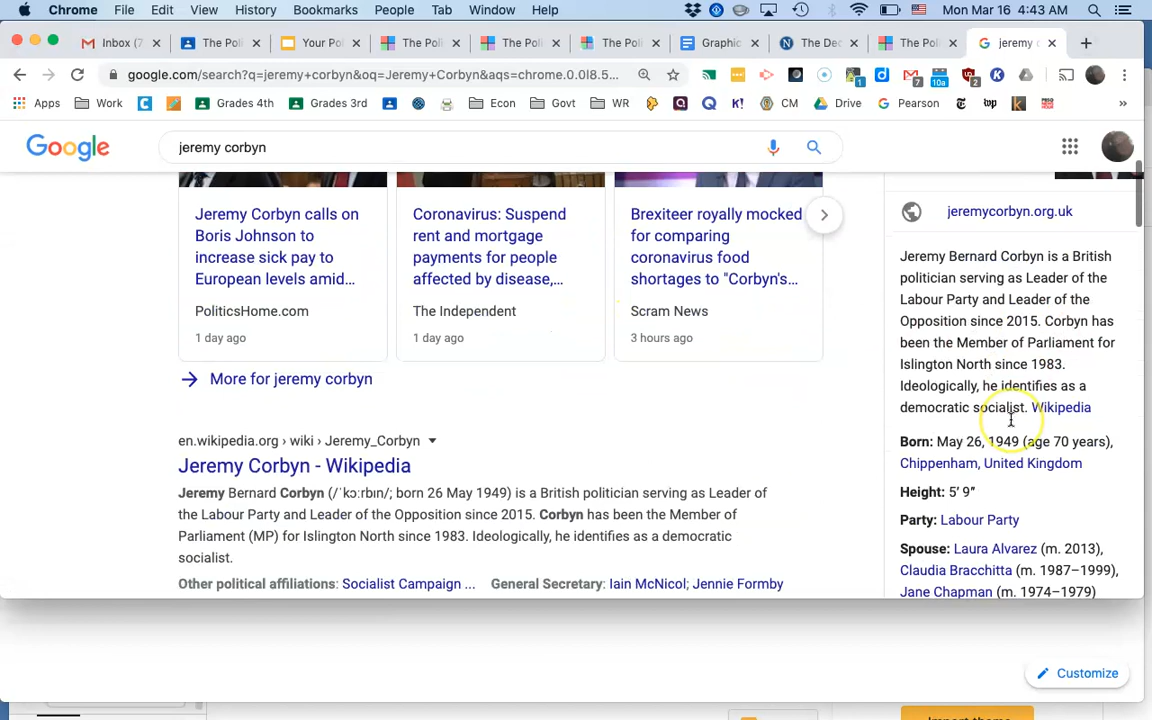 Chrome File Edit View History Bookmarks People Tab Window Help Mon Mar 16 4:43 AM
Inbox (7 The Poli Your Pol The Poli The Poli The Poli Graphic The Dec The Poli jeremy c
google.com/search?q=jeremy+corbyn&oq=Jeremy+Corbyn&aqs=chrome.0.0l8.5...
Apps Work Grades 4th Grades 3rd Econ Govt WR CM Drive Pearson »
Google
jeremy corbyn
Jeremy Corbyn calls on
Boris Johnson to
increase sick pay to
European levels amid...
PoliticsHome.com
1 day ago
Coronavirus: Suspend
rent and mortgage
payments for people
affected by disease,...
The Independent
1 day ago
Brexiteer royally mocked
for comparing
coronavirus food
shortages to "Corbyn's...
Scram News
3 hours ago
More for jeremy corbyn
en.wikipedia.org › wiki › Jeremy_Corbyn
Jeremy Corbyn - Wikipedia
Jeremy Bernard Corbyn (/ˈkɔːrbɪn/; born 26 May 1949) is a British politician serving as Leader of
the Labour Party and Leader of the Opposition since 2015. Corbyn has been the Member of
Parliament (MP) for Islington North since 1983. Ideologically, he identifies as a democratic
socialist.
Other political affiliations: Socialist Campaign ... General Secretary: Iain McNicol; Jennie Formby
jeremycorbyn.org.uk
Jeremy Bernard Corbyn is a British
politician serving as Leader of the
Labour Party and Leader of the
Opposition since 2015. Corbyn has
been the Member of Parliament for
Islington North since 1983.
Ideologically, he identifies as a
democratic socialist. Wikipedia
Born: May 26, 1949 (age 70 years),
Chippenham, United Kingdom
Height: 5′ 9″
Party: Labour Party
Spouse: Laura Alvarez (m. 2013),
Claudia Bracchitta (m. 1987–1999),
Jane Chapman (m. 1974–1979)
Customize
Import theme